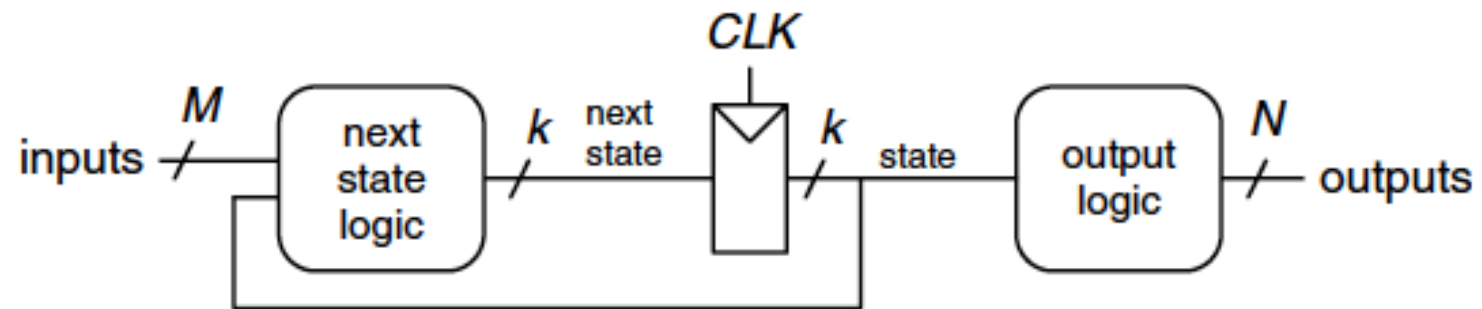 CLK
M
inputs
next
state
logic
k
next
state
k
state
output
logic
N
outputs